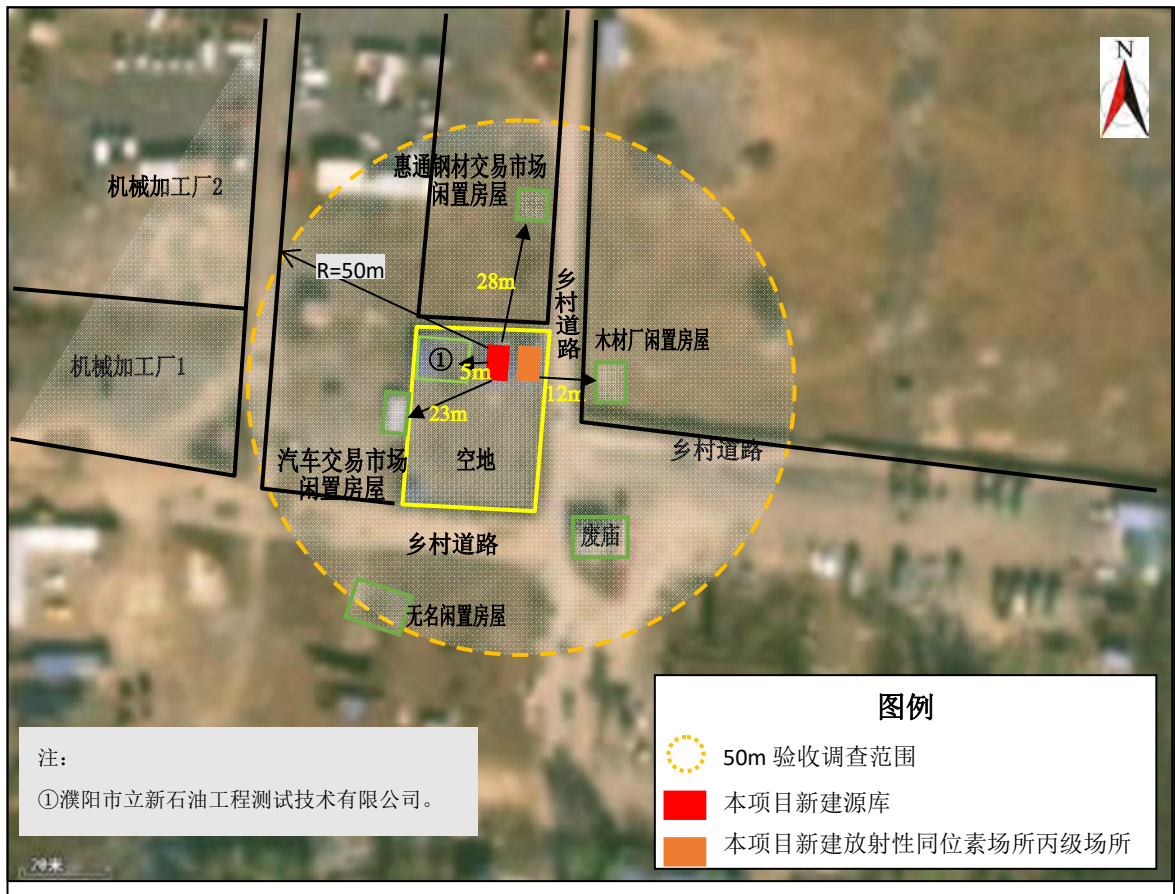 N
惠通钢材交易市场
闲置房屋
机械加工厂2
R=50m
28m
乡村道路
木材厂闲置房屋
机械加工厂1
①
5m
12m
23m
汽车交易市场
闲置房屋
空地
乡村道路
废庙
乡村道路
无名闲置房屋
图例
50m 验收调查范围
本项目新建源库
本项目新建放射性同位素场所丙级场所
注：
①濮阳市立新石油工程测试技术有限公司。
20米